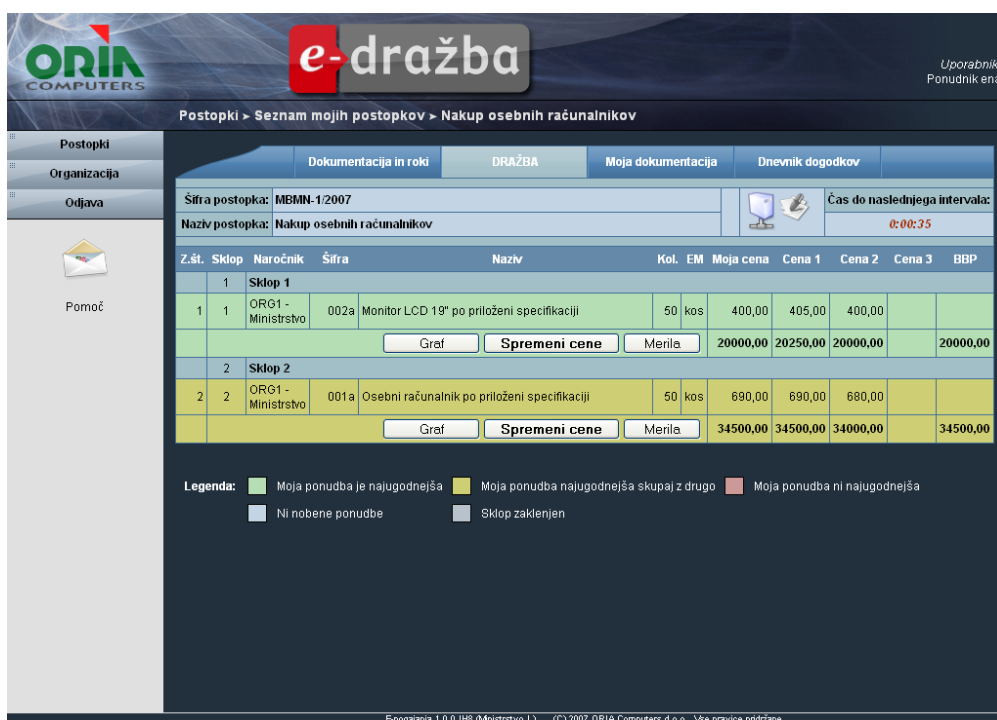 ORIA
COMPUTERS
e-dražba
Uporabnik
Ponudnik ena
Postopki > Seznam mojih postopkov > Nakup osebnih računalnikov
Postopki
Organizacija
Odjava
Pomoč
Dokumentacija in roki DRAŽBA Moja dokumentacija Dnevnik dogodkov
Šifra postopka: MBMN-1/2007 Čas do naslednjega intervala:
Naziv postopka: Nakup osebnih računalnikov 0:00:35
Z.št. Sklop Naročnik Šifra Naziv Kol. EM Moja cena Cena 1 Cena 2 Cena 3 BBP
1 Sklop 1
1 1 ORG1 - Ministrstvo 002a Monitor LCD 19" po priloženi specifikaciji 50 kos 400,00 405,00 400,00
Graf Spremeni cene Merila 20000,00 20250,00 20000,00 20000,00
2 Sklop 2
2 2 ORG1 - Ministrstvo 001a Osebni računalnik po priloženi specifikaciji 50 kos 690,00 690,00 680,00
Graf Spremeni cene Merila 34500,00 34500,00 34000,00 34500,00
Legenda: Moja ponudba je najugodnejša Moja ponudba najugodnejša skupaj z drugo Moja ponudba ni najugodnejša
Ni nobene ponudbe Sklop zaklenjen
(C) 2007 ORIA Computers d.o.o. Vse pravice pridržane